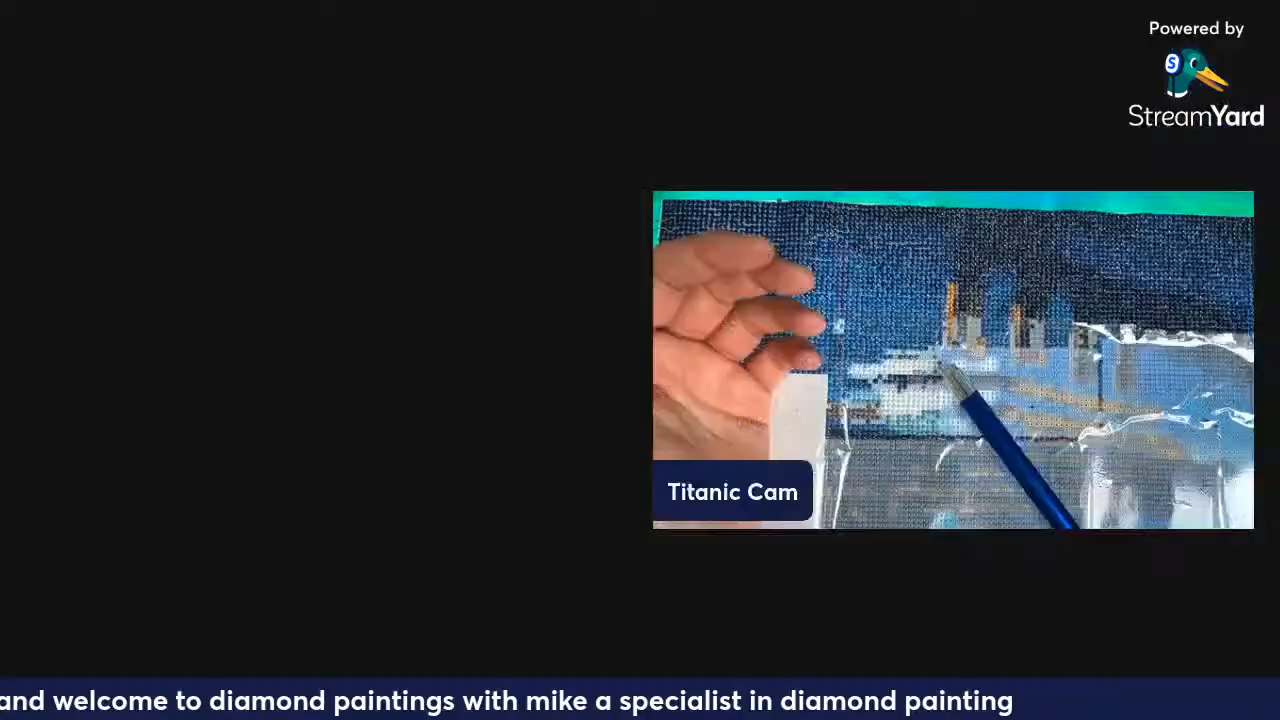 Powered by
S
StreamYard
Titanic Cam
and welcome to diamond paintings with mike a specialist in diamond painting